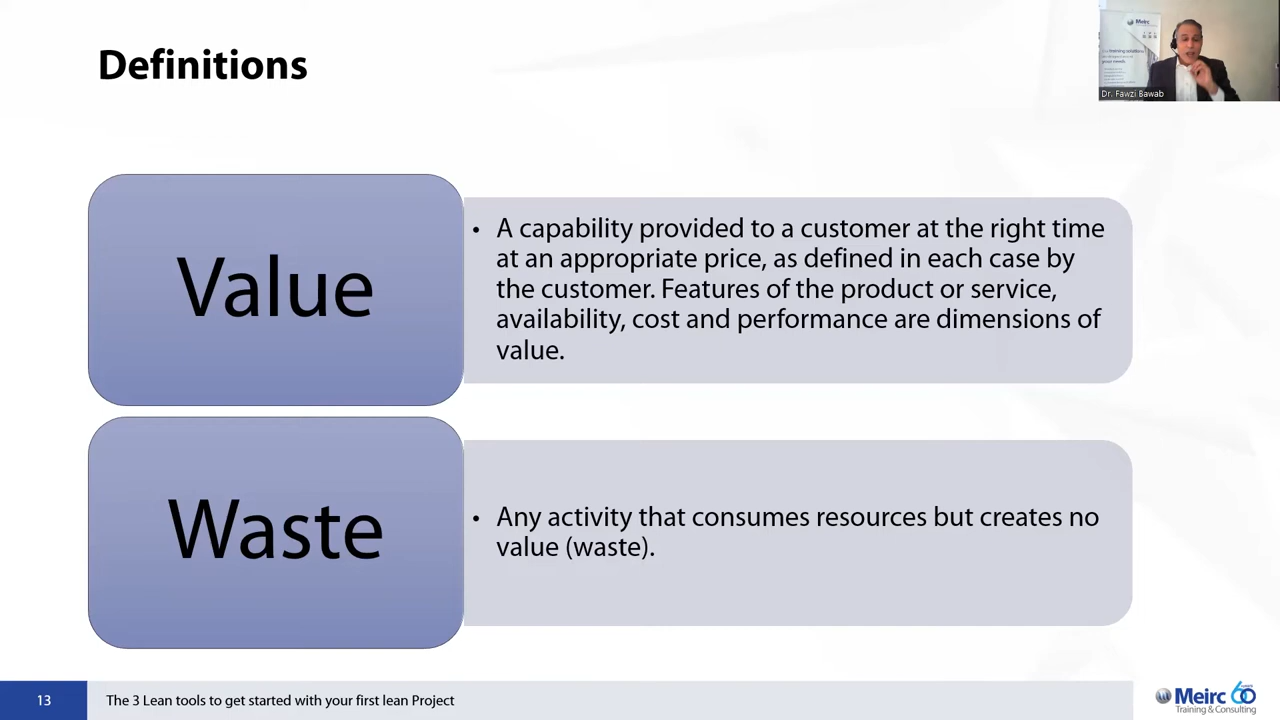 Definitions
Meirc
Dr. Fawzi Bawab
Value
• A capability provided to a customer at the right time
at an appropriate price, as defined in each case by
the customer. Features of the product or service,
availability, cost and performance are dimensions of
value.
Waste
• Any activity that consumes resources but creates no
value (waste).
13
The 3 Lean tools to get started with your first lean Project
Meirc 60
Training & Consulting